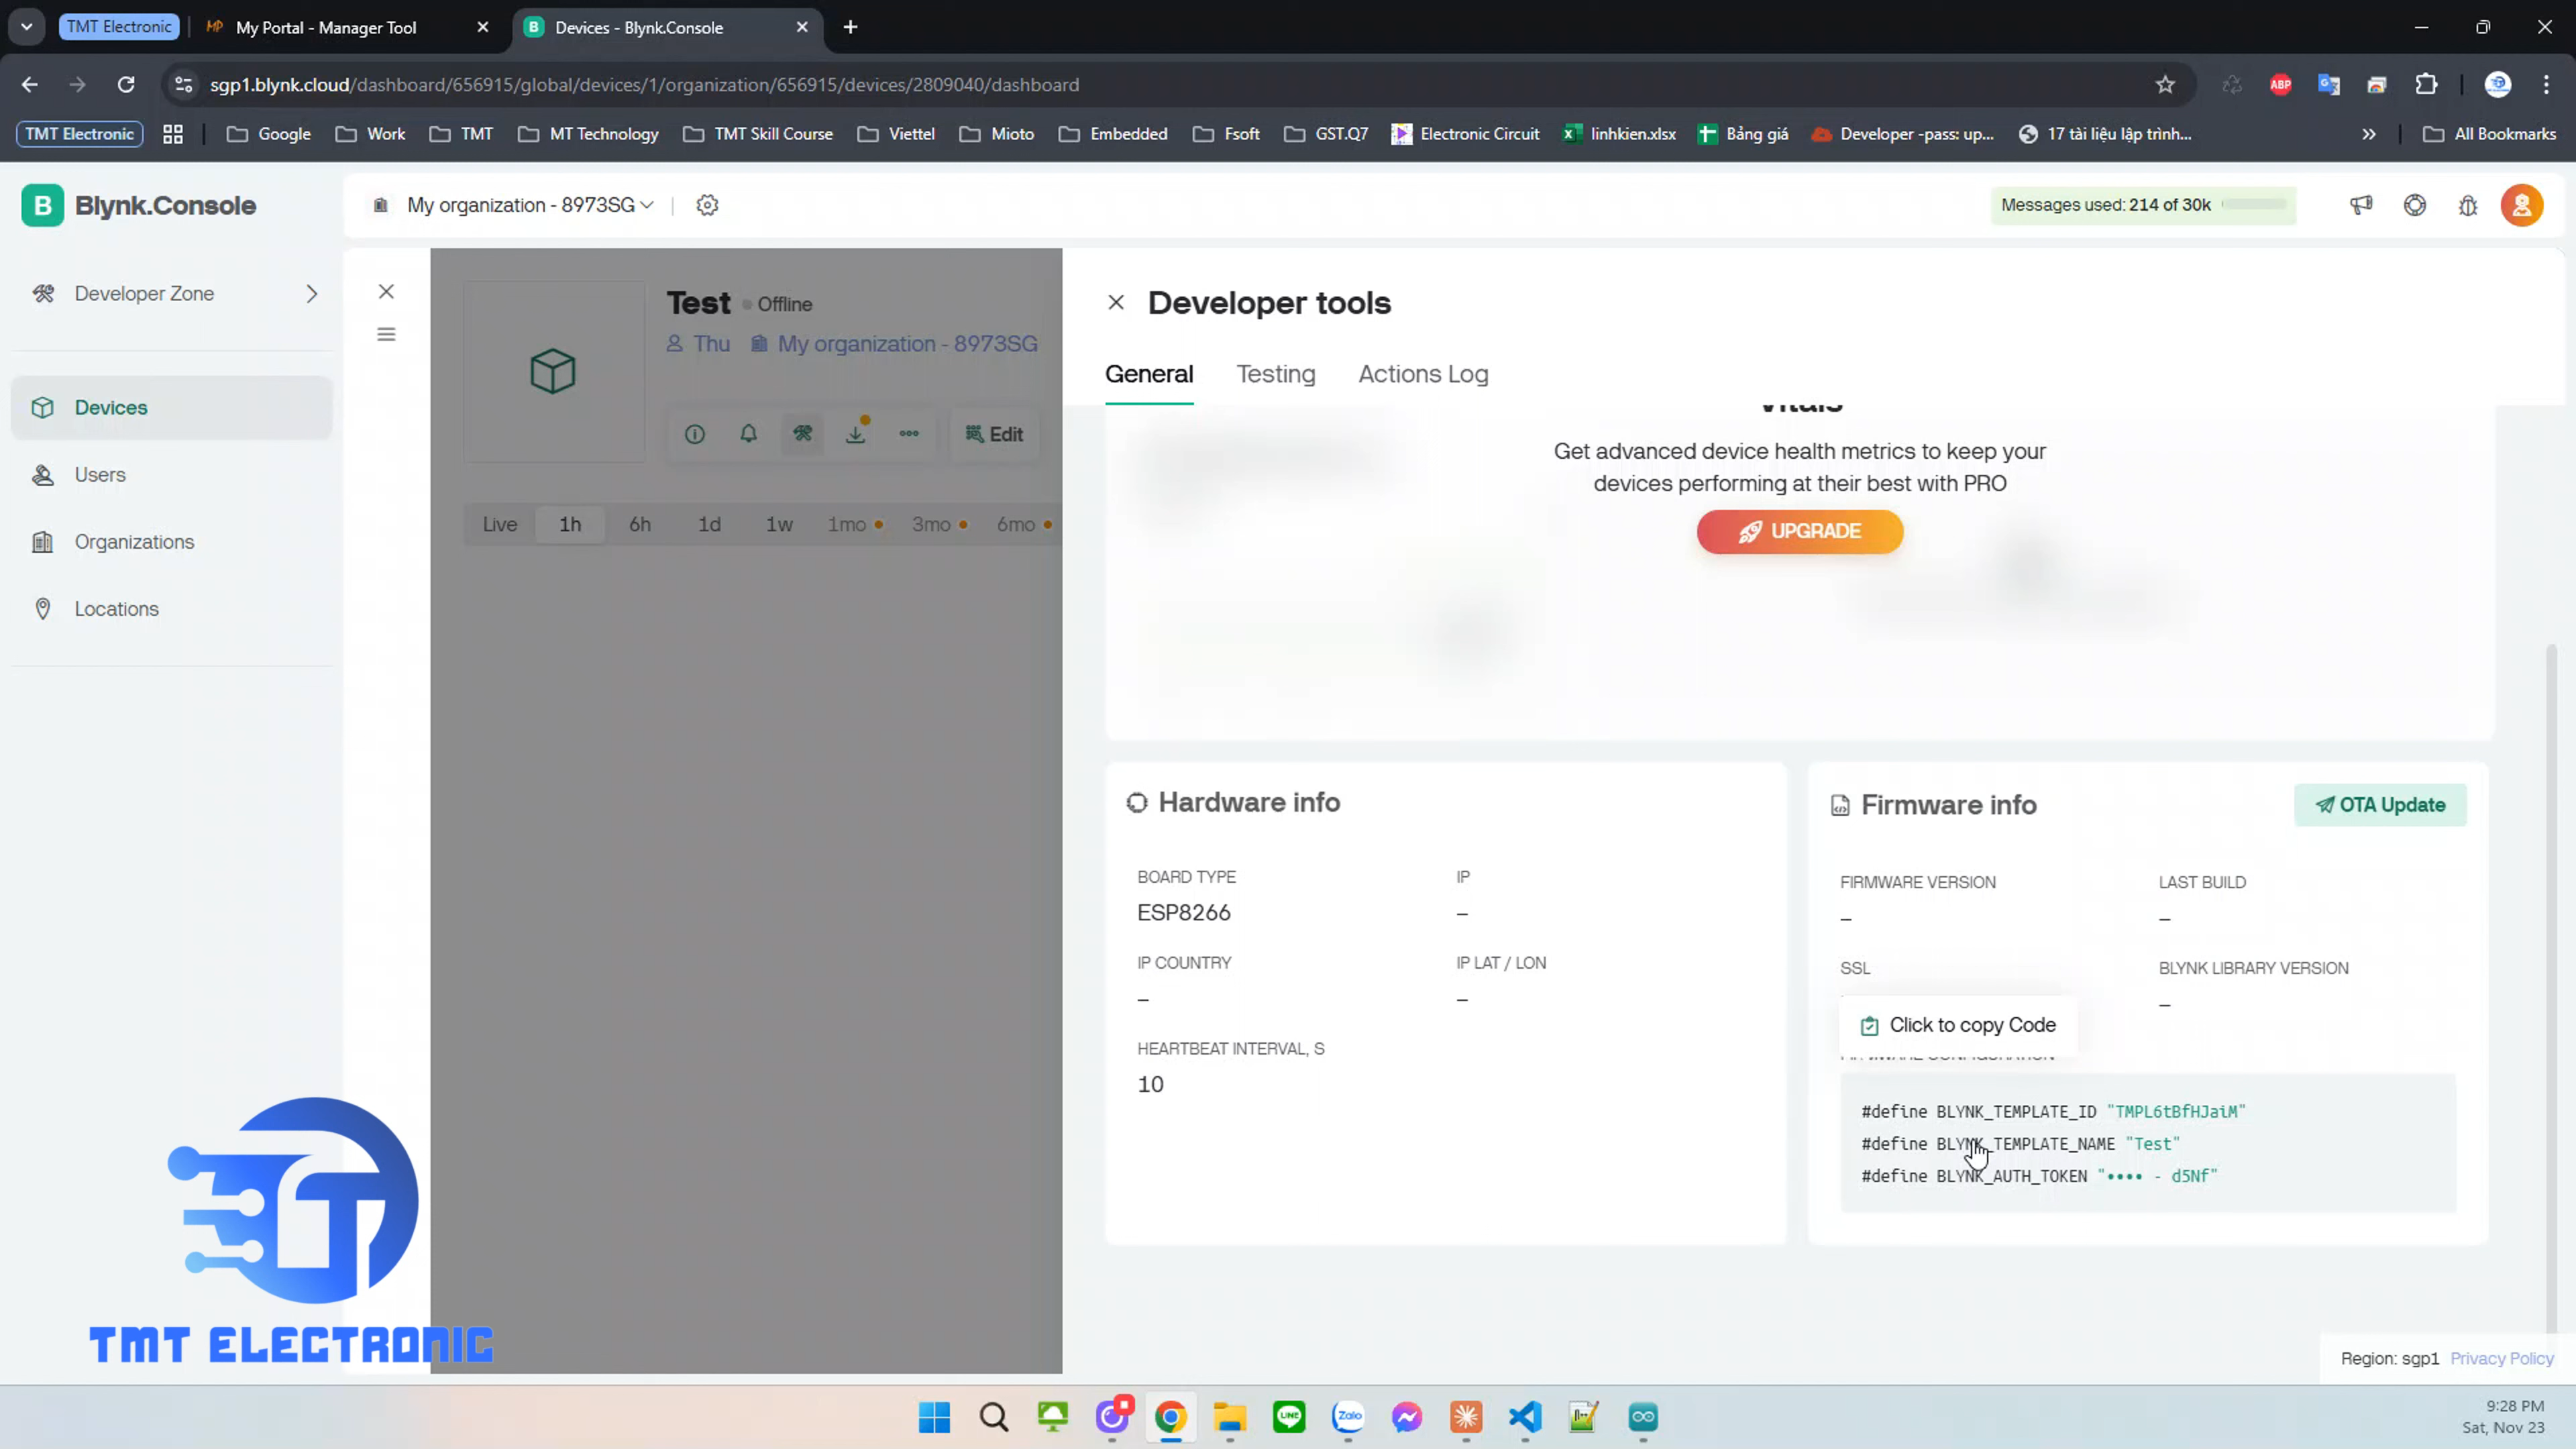 TMT Electronic
My Portal - Manager Tool
Devices - Blynk.Console
sgp1.blynk.cloud/dashboard/656915/global/devices/1/organization/656915/devices/2809040/dashboard
ABP
TMT Electronic
Google
Work
TMT
MT Technology
TMT Skill Course
Viettel
Mioto
Embedded
Fsoft
GST.Q7
Electronic Circuit
linhkien.xlsx
Bảng giá
Developer -pass: up...
17 tài liệu lập trình...
All Bookmarks
B
Blynk.Console
My organization - 8973SG
Messages used: 214 of 30k
Developer Zone
Devices
Users
Organizations
Locations
Test
Offline
Thu
My organization - 8973SG
Edit
Live
1h
6h
1d
1w
1mo
3mo
6mo
Developer tools
General
Testing
Actions Log
Vitals
Get advanced device health metrics to keep your
devices performing at their best with PRO
UPGRADE
Hardware info
BOARD TYPE
ESP8266
IP
–
IP COUNTRY
–
IP LAT / LON
–
HEARTBEAT INTERVAL, S
10
Firmware info
OTA Update
FIRMWARE VERSION
–
LAST BUILD
–
SSL
BLYNK LIBRARY VERSION
–
Click to copy Code
#define BLYNK_TEMPLATE_ID "TMPL6tBfHJaiM"
#define BLYNK_TEMPLATE_NAME "Test"
#define BLYNK_AUTH_TOKEN "•••• - d5Nf"
TMT ELECTRONIC
Region: sgp1
Privacy Policy
LINE
Zalo
9:28 PM
Sat, Nov 23